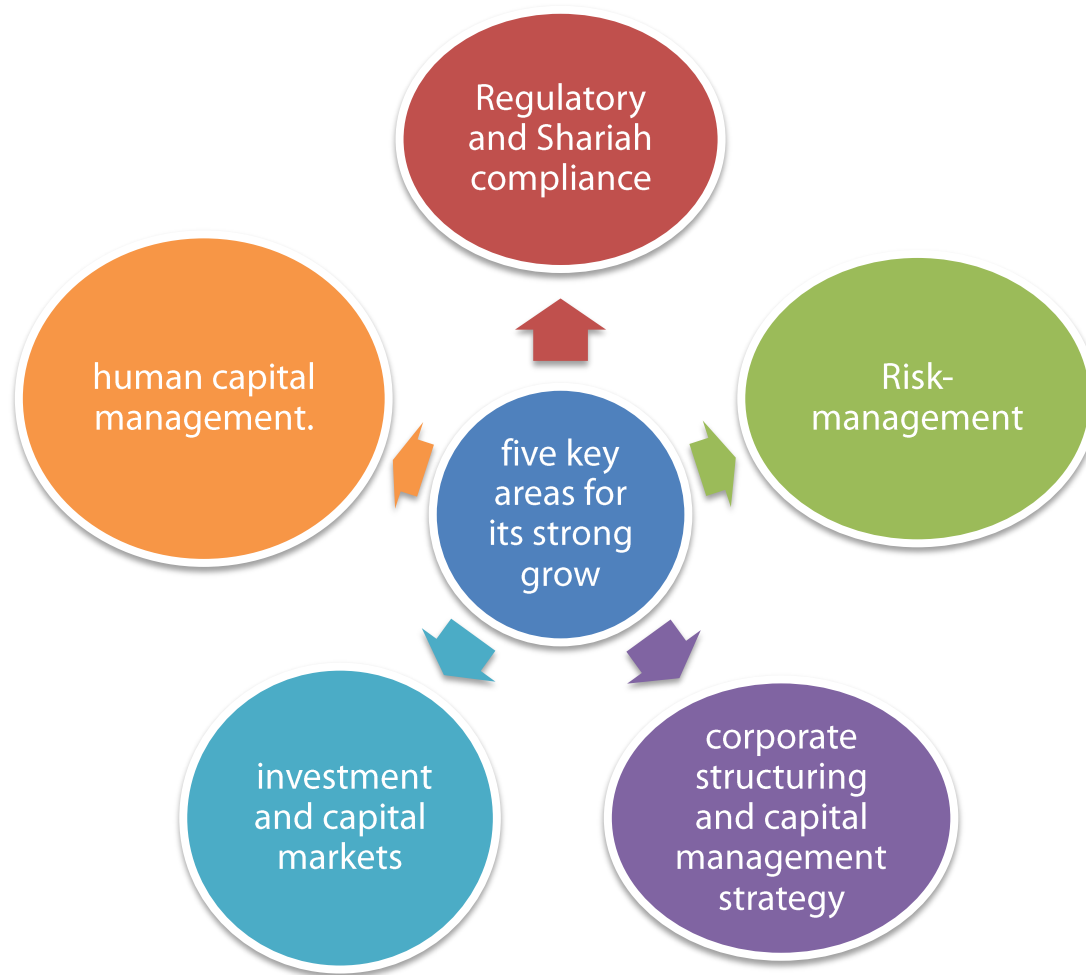 Regulatory
and Shariah
compliance
human capital
management.
Risk-
management
five key
areas for
its strong
grow
investment
and capital
markets
corporate
structuring
and capital
management
strategy